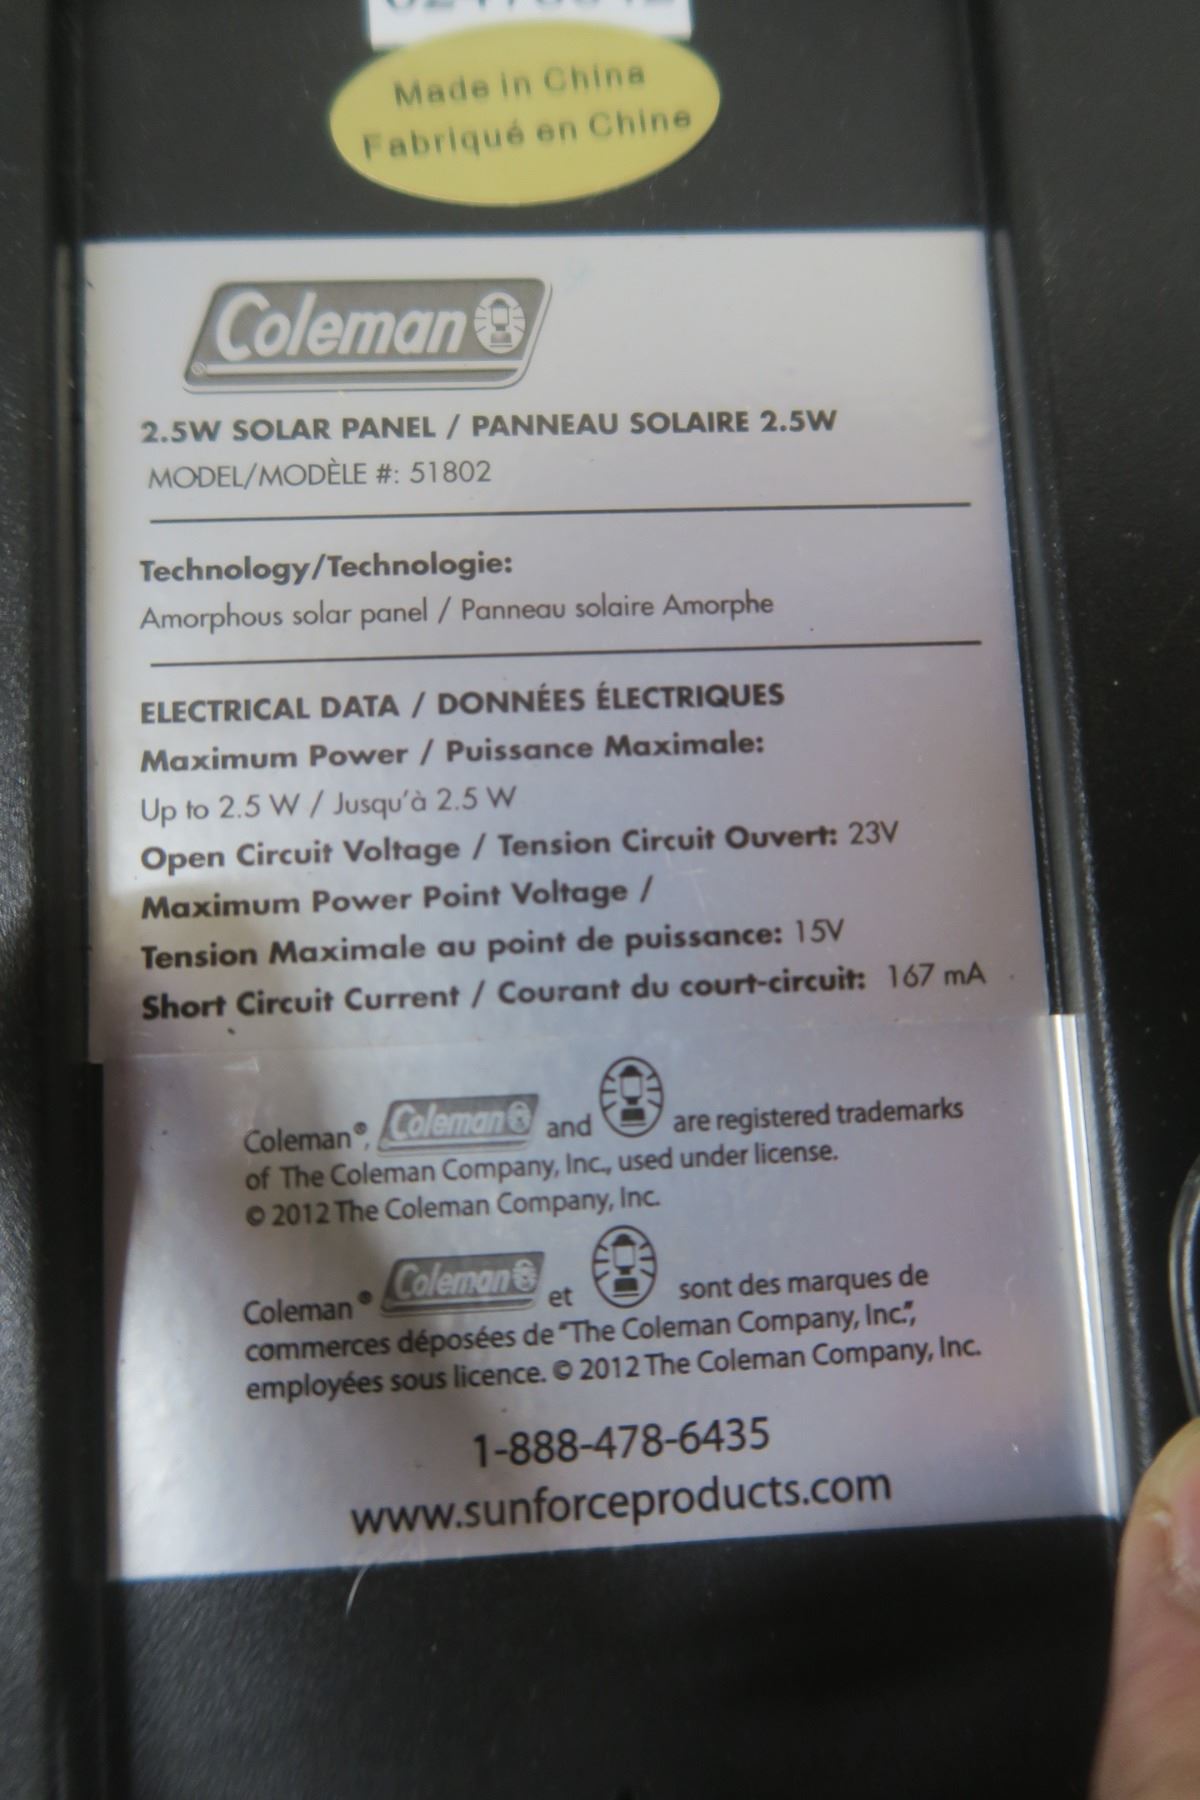 Made in China
Fabriqué en Chine
Coleman
®
2.5W SOLAR PANEL / PANNEAU SOLAIRE 2.5W
MODEL/MODÈLE #: 51802
Technology/Technologie:
Amorphous solar panel / Panneau solaire Amorphe
ELECTRICAL DATA / DONNÉES ÉLECTRIQUES
Maximum Power / Puissance Maximale:
Up to 2.5 W / Jusqu'à 2.5 W
Open Circuit Voltage / Tension Circuit Ouvert: 23V
Maximum Power Point Voltage /
Tension Maximale au point de puissance: 15V
Short Circuit Current / Courant du court-circuit: 167 mA
Coleman®, Coleman and are registered trademarks
of The Coleman Company, Inc., used under license.
© 2012 The Coleman Company, Inc.
Coleman® Coleman et sont des marques de
commerces déposées de "The Coleman Company, Inc.",
employées sous licence. © 2012 The Coleman Company, Inc.
1-888-478-6435
www.sunforceproducts.com